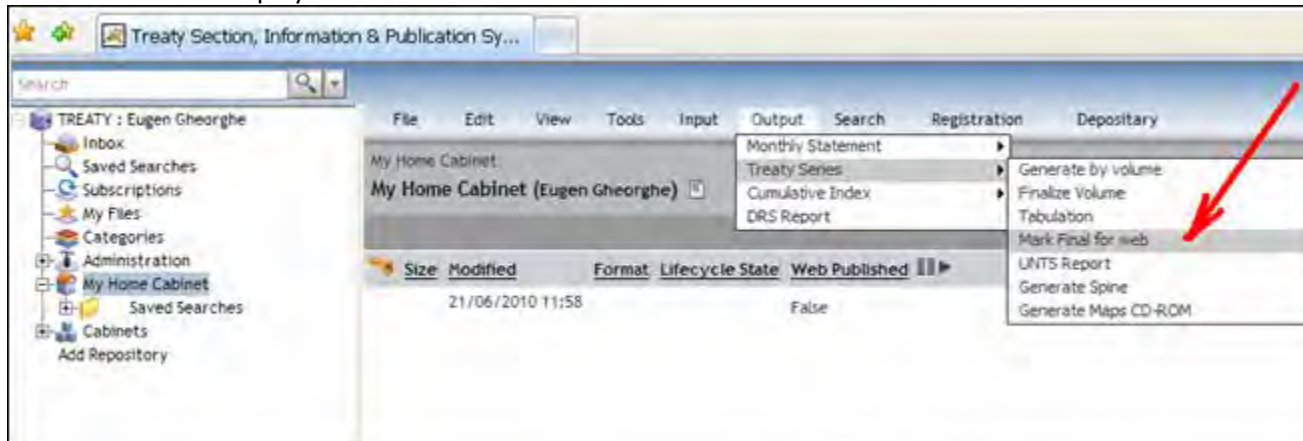 Treaty Section, Information & Publication Sy...
Search
TREATY : Eugen Gheorghe
Inbox
Saved Searches
Subscriptions
My Files
Categories
Administration
My Home Cabinet
Saved Searches
Cabinets
Add Repository
File Edit View Tools Input Output Search Registration Depositary
My Home Cabinet
My Home Cabinet (Eugen Gheorghe)
Monthly Statement
Treaty Series
Cumulative Index
DRS Report
Generate by volume
Finalize Volume
Tabulation
Mark Final for web
UNTS Report
Generate Spine
Generate Maps CD-ROM
Size Modified Format Lifecycle State Web Published
21/06/2010 11:58 False